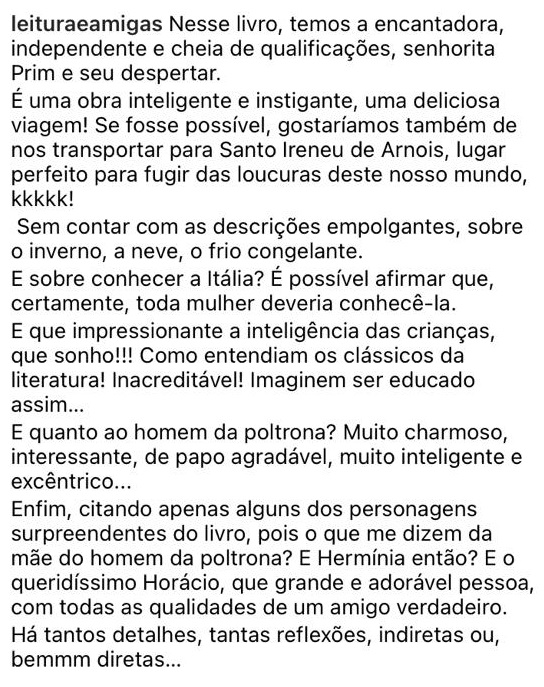 leituraeamigas Nesse livro, temos a encantadora,
independente e cheia de qualificações, senhorita
Prim e seu despertar.
É uma obra inteligente e instigante, uma deliciosa
viagem! Se fosse possível, gostaríamos também de
nos transportar para Santo Ireneu de Arnois, lugar
perfeito para fugir das loucuras deste nosso mundo,
kkkkk!
Sem contar com as descrições empolgantes, sobre
o inverno, a neve, o frio congelante.
E sobre conhecer a Itália? É possível afirmar que,
certamente, toda mulher deveria conhecê-la.
E que impressionante a inteligência das crianças,
que sonho!!! Como entendiam os clássicos da
literatura! Inacreditável! Imaginem ser educado
assim...
E quanto ao homem da poltrona? Muito charmoso,
interessante, de papo agradável, muito inteligente e
excêntrico...
Enfim, citando apenas alguns dos personagens
surpreendentes do livro, pois o que me dizem da
mãe do homem da poltrona? E Hermínia então? E o
queridíssimo Horácio, que grande e adorável pessoa,
com todas as qualidades de um amigo verdadeiro.
Há tantos detalhes, tantas reflexões, indiretas ou,
bemmm diretas...